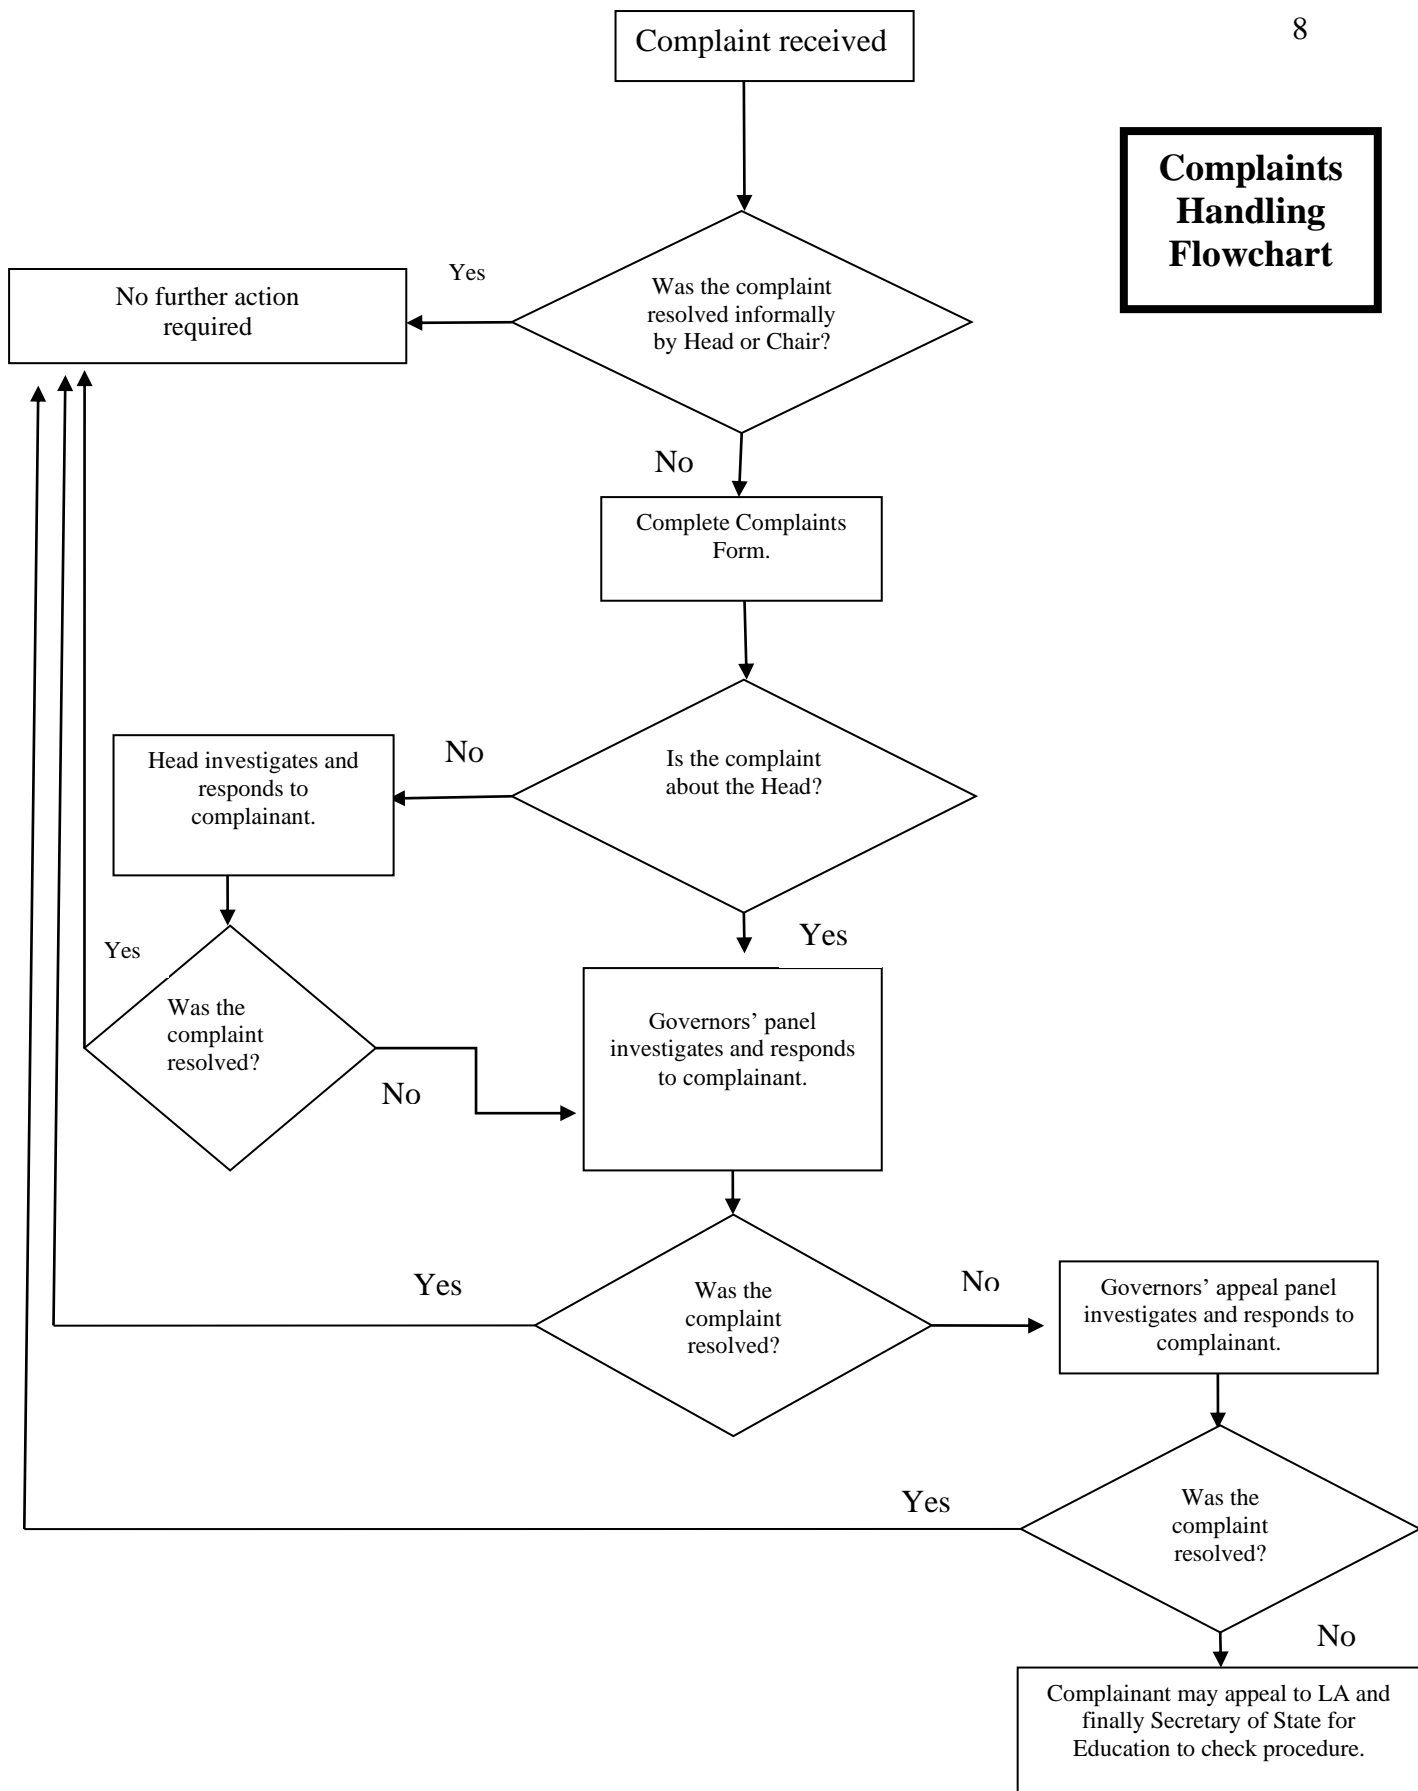 8
Complaint received
Complaints
Handling
Flowchart
Yes
No further action
required
Was the complaint
resolved informally
by Head or Chair?
No
Complete Complaints
Form.
Head investigates and
responds to
complainant.
No
Is the complaint
about the Head?
Yes
Yes
Was the
complaint
resolved?
No
Governors’ panel
investigates and responds
to complainant.
Yes
Was the
complaint
resolved?
No
Governors’ appeal panel
investigates and responds to
complainant.
Yes
Was the
complaint
resolved?
No
Complainant may appeal to LA and
finally Secretary of State for
Education to check procedure.